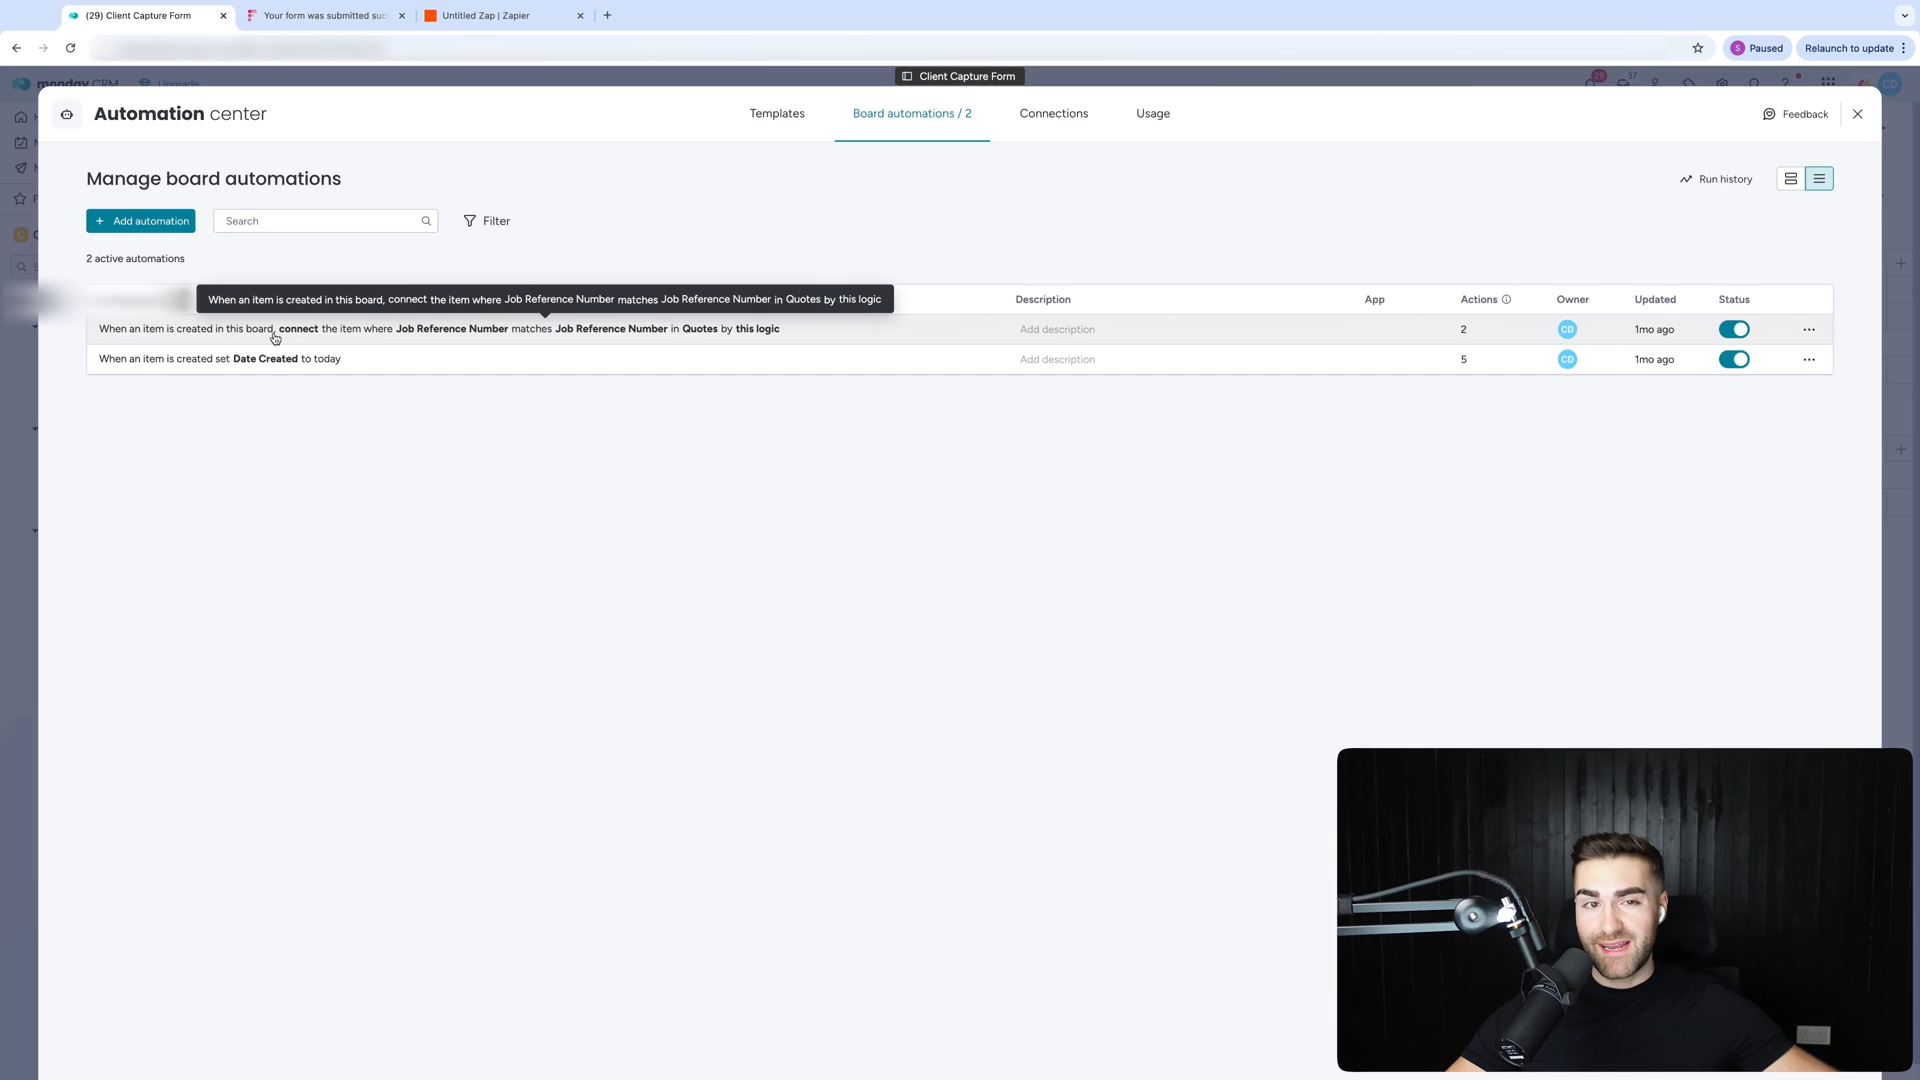 (29) Client Capture Form
Your form was submitted suc
Untitled Zap | Zapier
S
Paused
Relaunch to update
monday CRM
Upgrade
Client Capture Form
29
37
CD
Automation center
Templates
Board automations / 2
Connections
Usage
Feedback
Manage board automations
Run history
+ Add automation
Search
Filter
2 active automations
When an item is created in this board, connect the item where Job Reference Number matches Job Reference Number in Quotes by this logic
Description
App
Actions
Owner
Updated
Status
When an item is created in this board, connect the item where Job Reference Number matches Job Reference Number in Quotes by this logic
Add description
2
CD
1mo ago
When an item is created set Date Created to today
Add description
5
CD
1mo ago